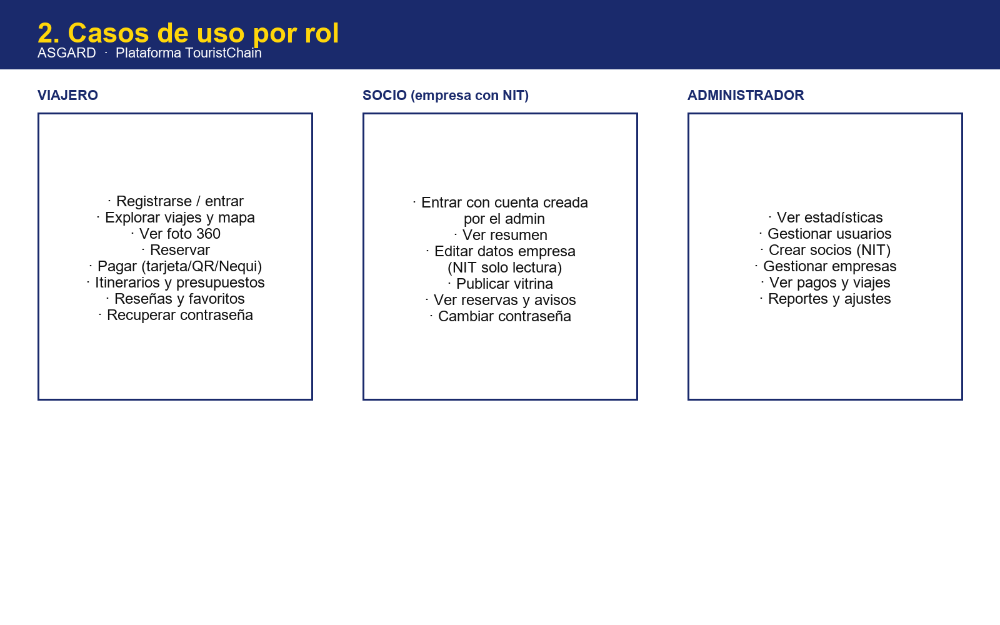 2. Casos de uso por rol
ASGARD · Plataforma TouristChain
VIAJERO
· Registrarse / entrar
· Explorar viajes y mapa
· Ver foto 360
· Reservar
· Pagar (tarjeta/QR/Nequi)
· Itinerarios y presupuestos
· Reseñas y favoritos
· Recuperar contraseña
SOCIO (empresa con NIT)
· Entrar con cuenta creada
por el admin
· Ver resumen
· Editar datos empresa
(NIT solo lectura)
· Publicar vitrina
· Ver reservas y avisos
· Cambiar contraseña
ADMINISTRADOR
· Ver estadísticas
· Gestionar usuarios
· Crear socios (NIT)
· Gestionar empresas
· Ver pagos y viajes
· Reportes y ajustes